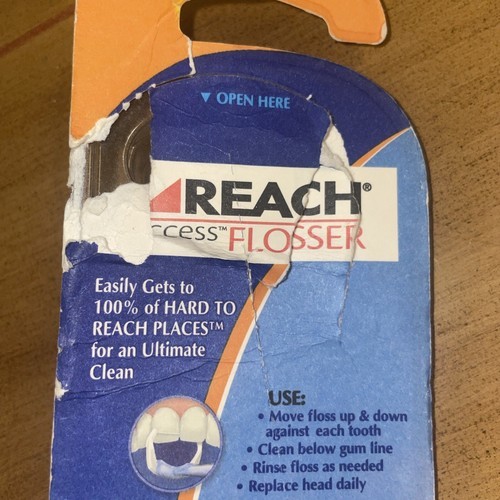 ▼ OPEN HERE
REACH®
ccess™ FLOSSER
Easily Gets to
100% of HARD TO
REACH PLACES™
for an Ultimate
Clean
USE:
• Move floss up & down
against each tooth
• Clean below gum line
• Rinse floss as needed
• Replace head daily